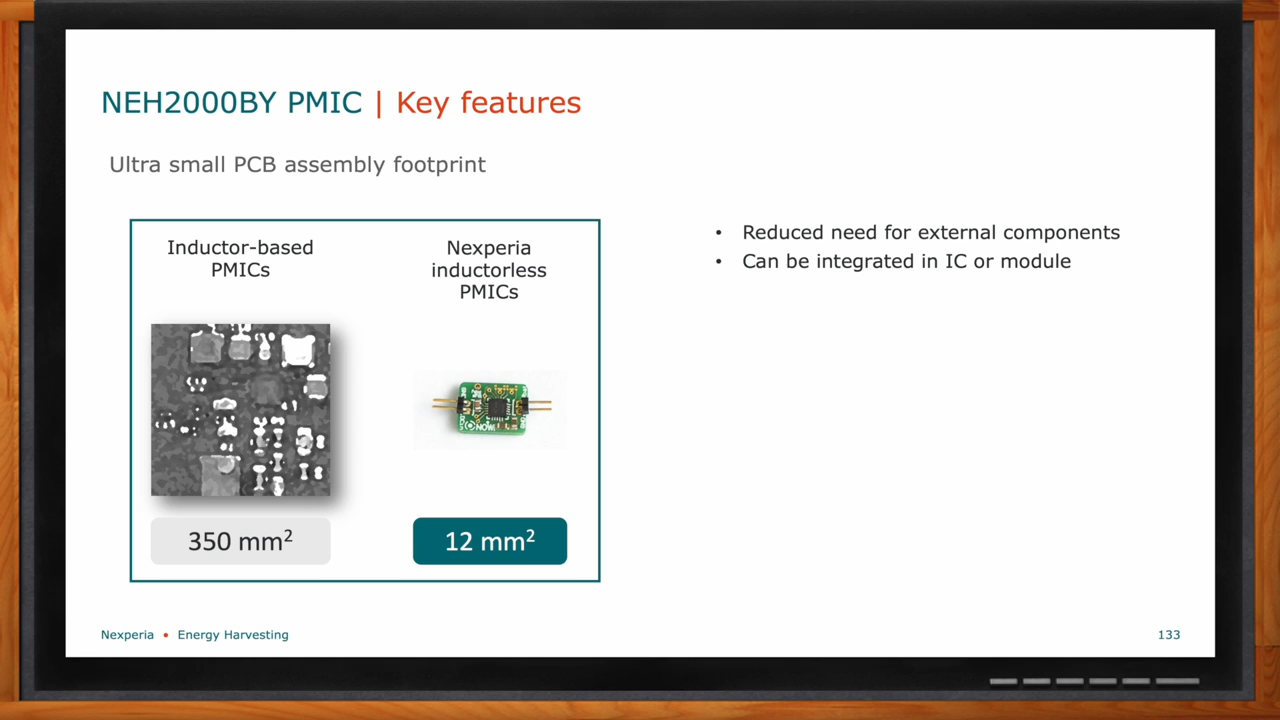 NEH2000BY PMIC | Key features
Ultra small PCB assembly footprint
Inductor-based
PMICs
Nexperia
inductorless
PMICs
• Reduced need for external components
• Can be integrated in IC or module
NOWI
350 mm²
12 mm²
Nexperia • Energy Harvesting
133